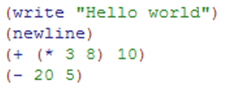 (write "Hello world")
(newline)
(+ (* 3 8) 10)
(- 20 5)